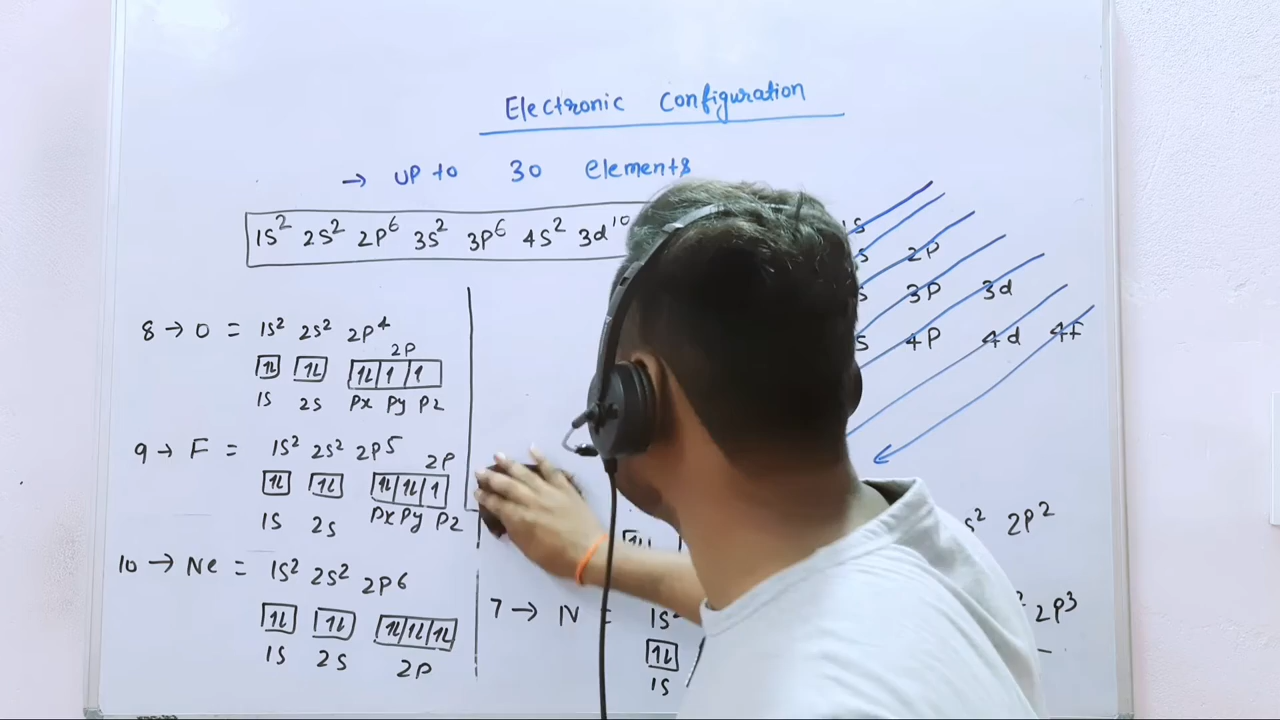 Electronic Configuration
→ UP to 30 elements
1S² 2S² 2P⁶ 3S² 3P⁶ 4S² 3d¹⁰
1S
S 2P
S 3P 3d
S 4P 4d 4f
8 → O = 1S² 2S² 2P⁴
2P
1S 2S Px Py Pz
9 → F = 1S² 2S² 2P⁵
2P
1S 2S Px Py Pz
10 → Ne = 1S² 2S² 2P⁶
1S 2S 2P
S² 2P²
7 → N = 1S² 2P³
1S